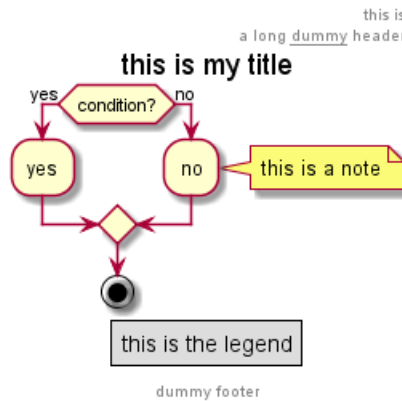 this is
a long dummy header
this is my title
yes
condition?
no
yes
no
this is a note
this is the legend
dummy footer